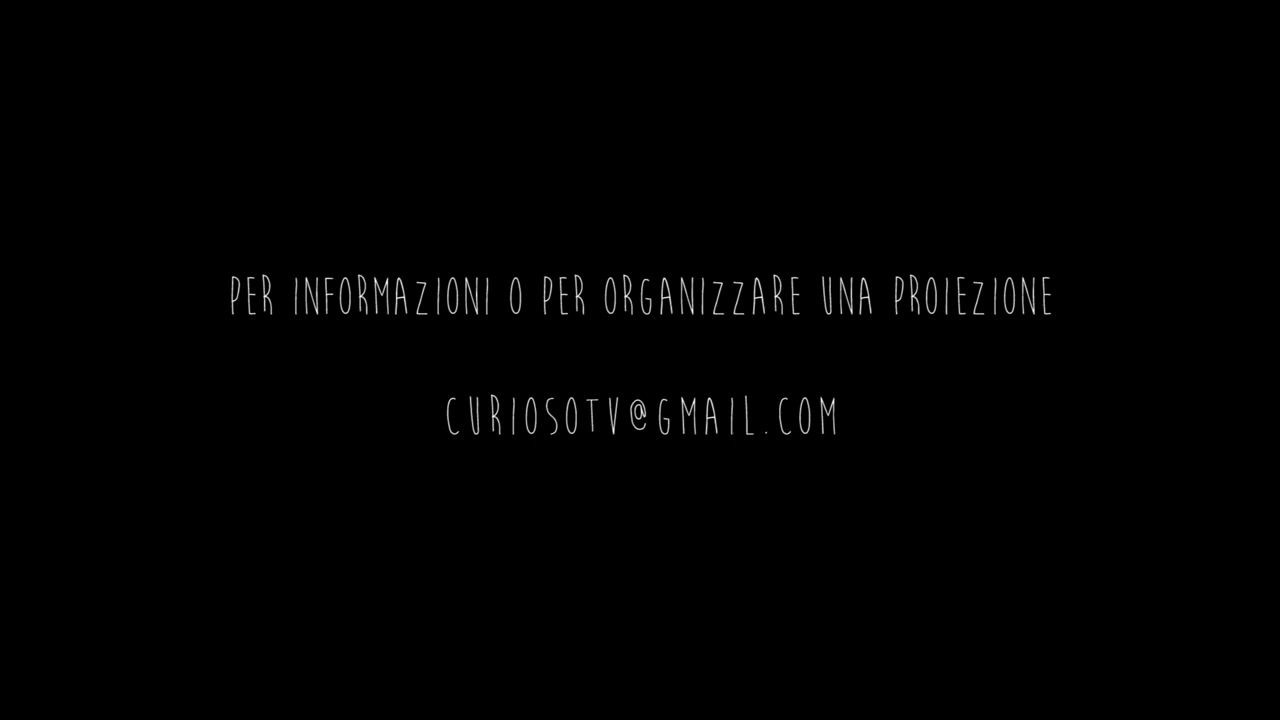 PER INFORMAZIONI O PER ORGANIZZARE UNA PROIEZIONE
CURIOSOTV@GMAIL.COM